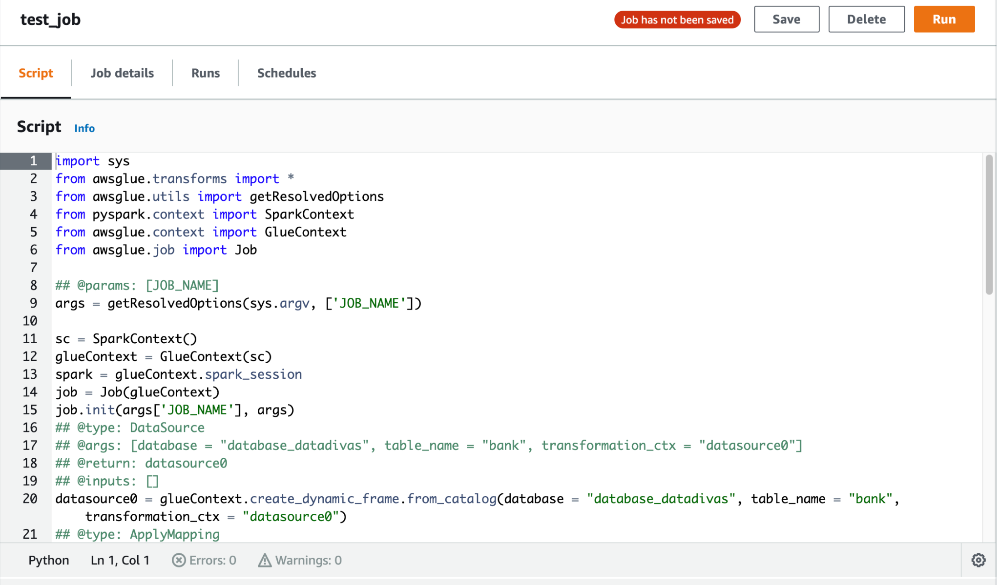 test_job
Job has not been saved
Save
Delete
Run
Script
Job details
Runs
Schedules
Script Info
1 import sys
2 from awsglue.transforms import *
3 from awsglue.utils import getResolvedOptions
4 from pyspark.context import SparkContext
5 from awsglue.context import GlueContext
6 from awsglue.job import Job
7
8 ## @params: [JOB_NAME]
9 args = getResolvedOptions(sys.argv, ['JOB_NAME'])
10
11 sc = SparkContext()
12 glueContext = GlueContext(sc)
13 spark = glueContext.spark_session
14 job = Job(glueContext)
15 job.init(args['JOB_NAME'], args)
16 ## @type: DataSource
17 ## @args: [database = "database_datadivas", table_name = "bank", transformation_ctx = "datasource0"]
18 ## @return: datasource0
19 ## @inputs: []
20 datasource0 = glueContext.create_dynamic_frame.from_catalog(database = "database_datadivas", table_name = "bank",
transformation_ctx = "datasource0")
21 ## @type: ApplyMapping
Python Ln 1, Col 1 Errors: 0 Warnings: 0